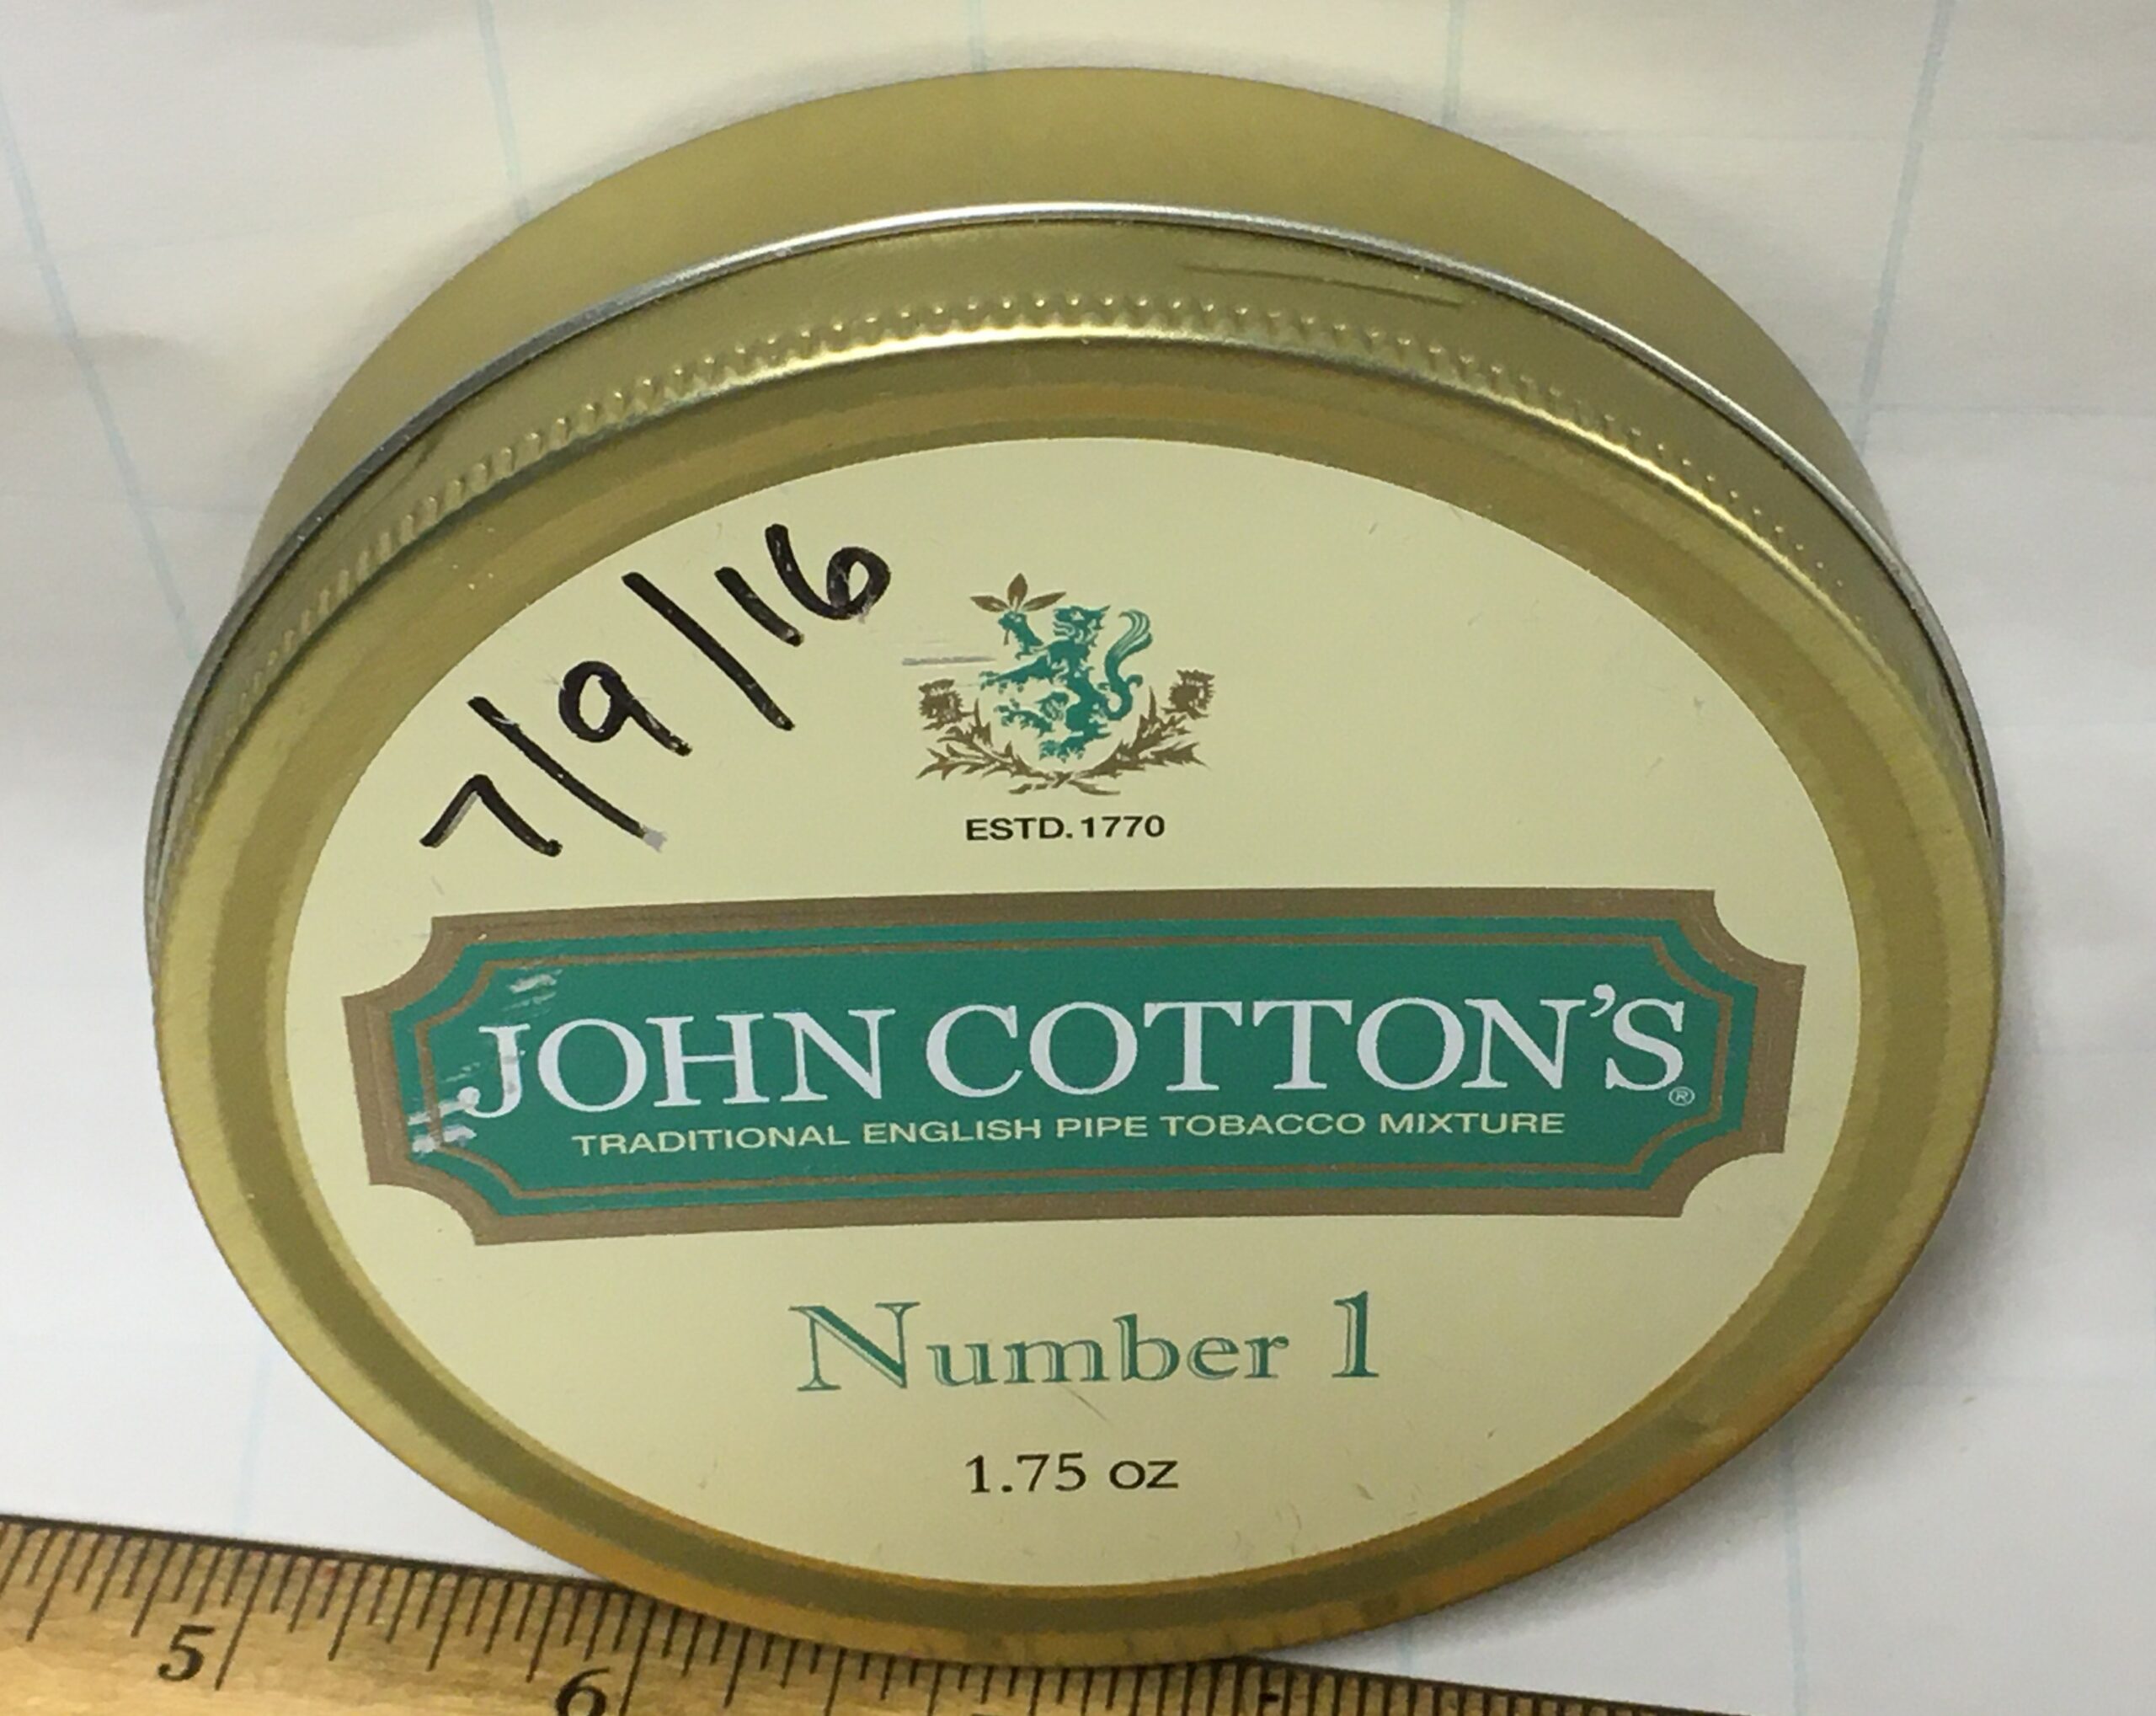 7/9/16
ESTD. 1770
JOHN COTTON'S®
TRADITIONAL ENGLISH PIPE TOBACCO MIXTURE
Number 1
1.75 oz
5
6